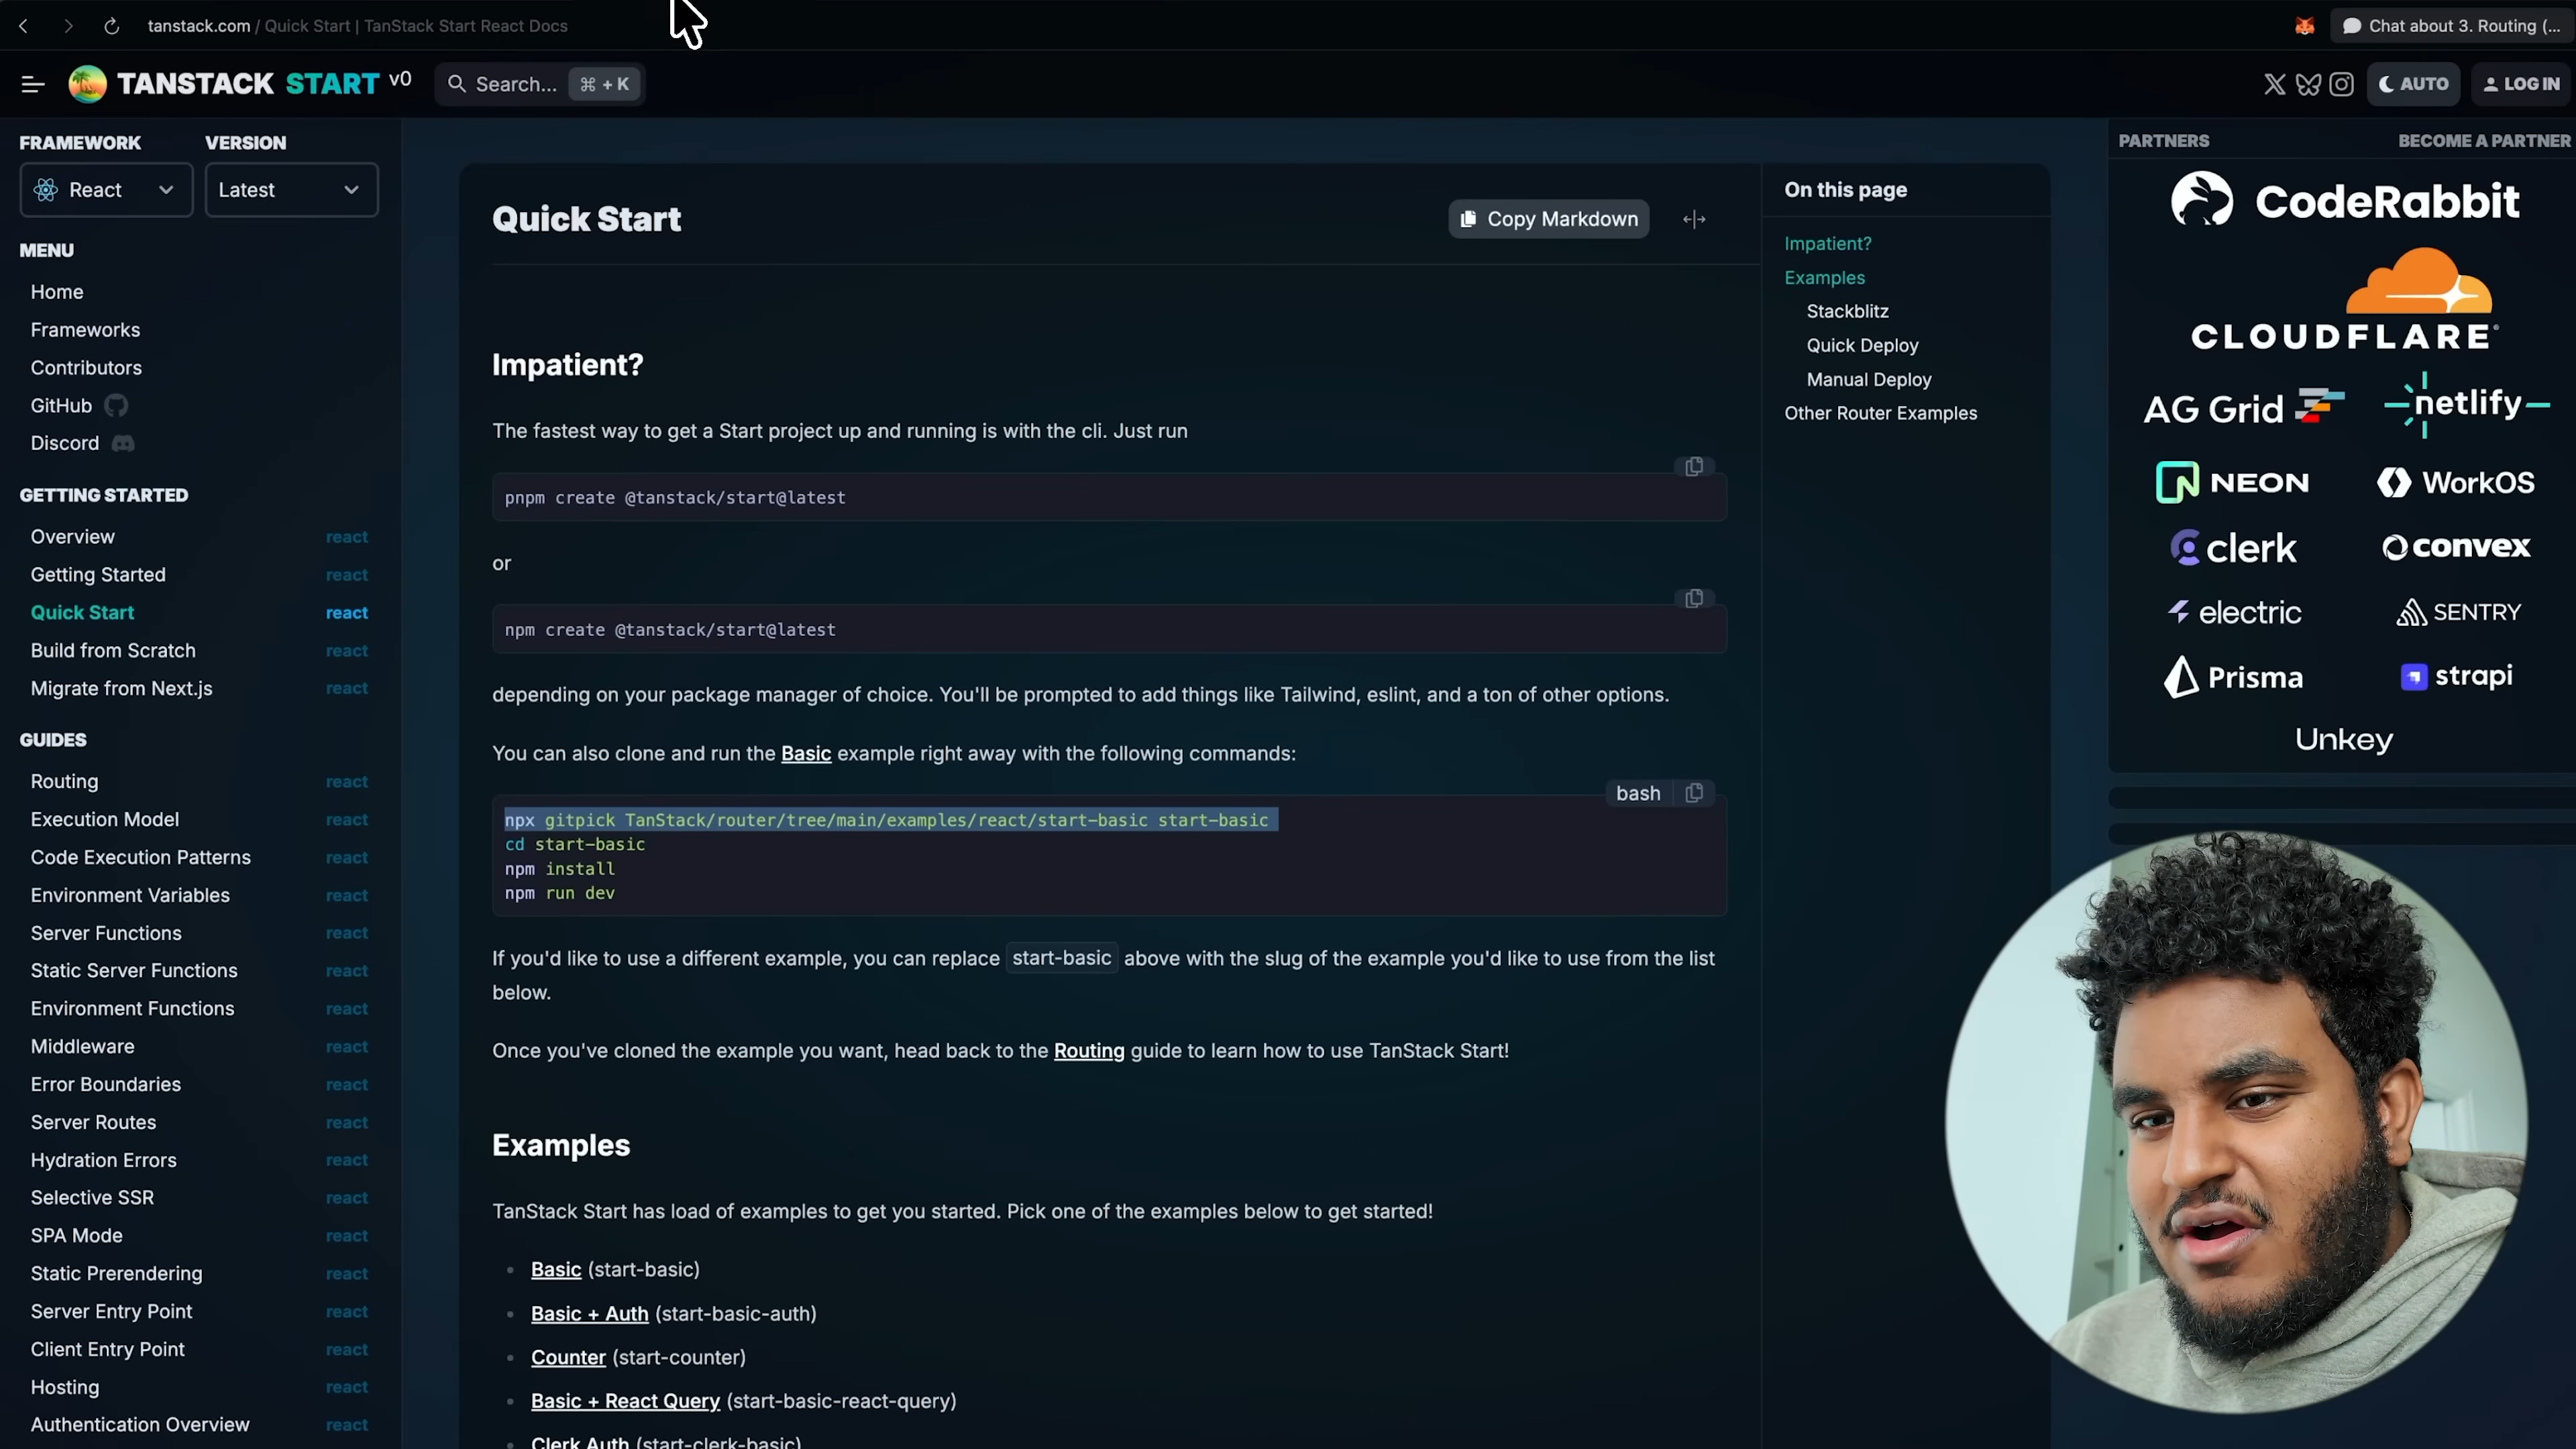 tanstack.com / Quick Start | TanStack Start React Docs
Chat about 3. Routing (...
TANSTACK START v0
Search...
⌘ + K
AUTO
LOG IN
FRAMEWORK
VERSION
React
Latest
MENU
Home
Frameworks
Contributors
GitHub
Discord
GETTING STARTED
Overview react
Getting Started react
Quick Start react
Build from Scratch react
Migrate from Next.js react
GUIDES
Routing react
Execution Model react
Code Execution Patterns react
Environment Variables react
Server Functions react
Static Server Functions react
Environment Functions react
Middleware react
Error Boundaries react
Server Routes react
Hydration Errors react
Selective SSR react
SPA Mode react
Static Prerendering react
Server Entry Point react
Client Entry Point react
Hosting react
Authentication Overview react
Quick Start
Copy Markdown
Impatient?
The fastest way to get a Start project up and running is with the cli. Just run
pnpm create @tanstack/start@latest
or
npm create @tanstack/start@latest
depending on your package manager of choice. You'll be prompted to add things like Tailwind, eslint, and a ton of other options.
You can also clone and run the Basic example right away with the following commands:
bash
npx gitpick TanStack/router/tree/main/examples/react/start-basic start-basic
cd start-basic
npm install
npm run dev
If you'd like to use a different example, you can replace start-basic above with the slug of the example you'd like to use from the list
below.
Once you've cloned the example you want, head back to the Routing guide to learn how to use TanStack Start!
Examples
TanStack Start has load of examples to get you started. Pick one of the examples below to get started!
• Basic (start-basic)
• Basic + Auth (start-basic-auth)
• Counter (start-counter)
• Basic + React Query (start-basic-react-query)
• Clerk Auth (start-clerk-basic)
On this page
Impatient?
Examples
Stackblitz
Quick Deploy
Manual Deploy
Other Router Examples
PARTNERS
BECOME A PARTNER
CodeRabbit
CLOUDFLARE
AG Grid
netlify
NEON
WorkOS
clerk
convex
electric
SENTRY
Prisma
strapi
Unkey